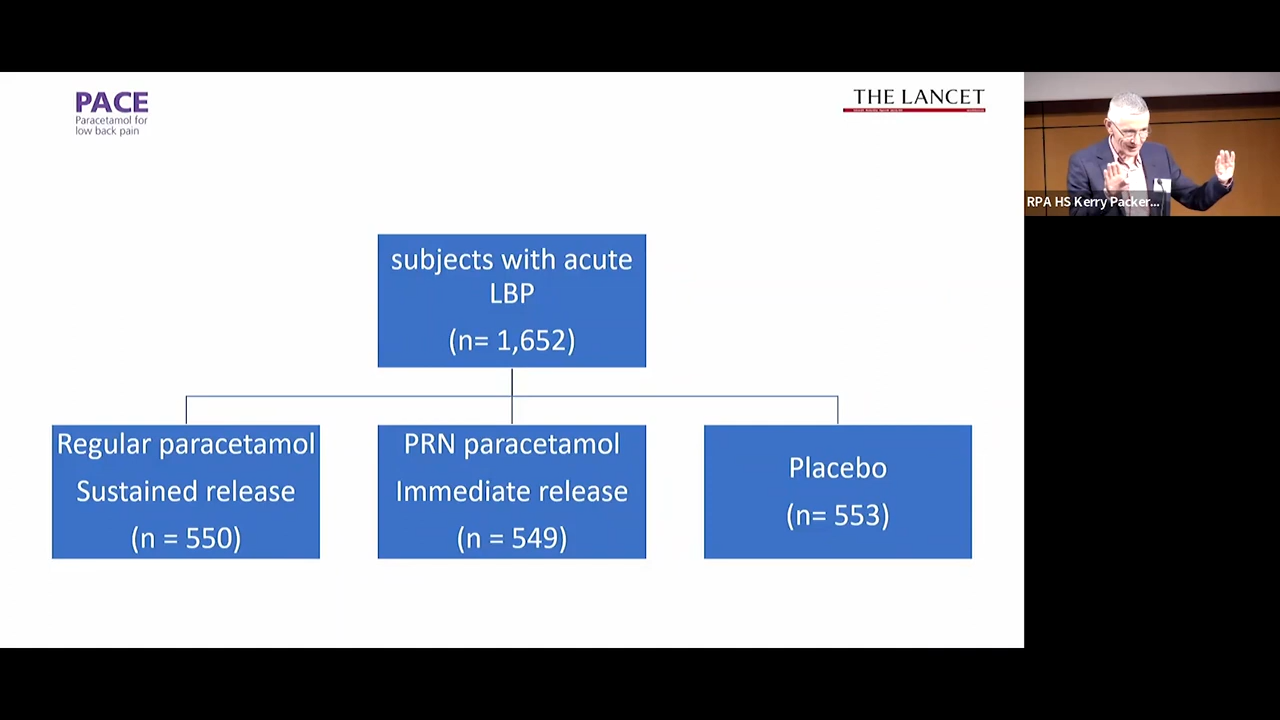 PACE
Paracetamol for
low back pain
THE LANCET
RPA HS Kerry Packer...
subjects with acute
LBP
(n= 1,652)
Regular paracetamol
Sustained release
(n = 550)
PRN paracetamol
Immediate release
(n = 549)
Placebo
(n= 553)